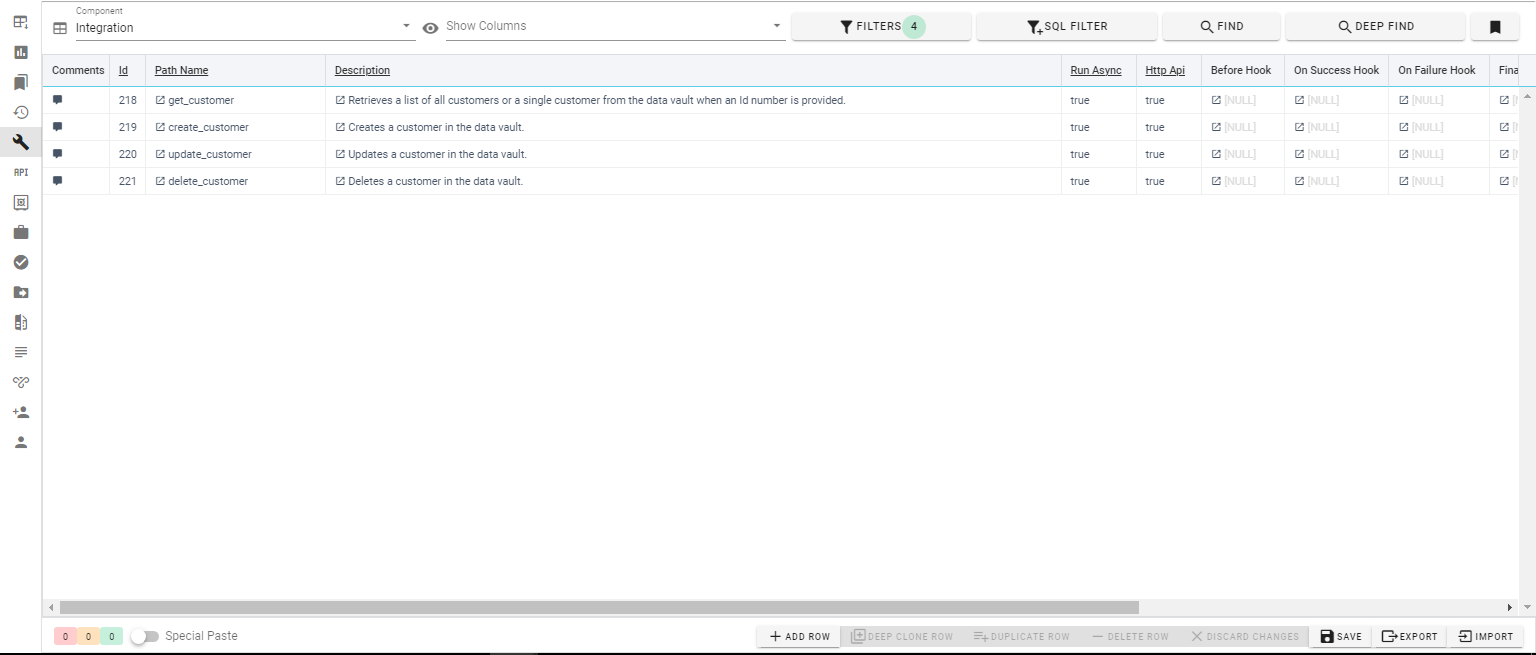 Component
Integration
Show Columns
FILTERS 4
SQL FILTER
FIND
DEEP FIND
Comments Id Path Name Description Run Async Http Api Before Hook On Success Hook On Failure Hook Fina
218 get_customer Retrieves a list of all customers or a single customer from the data vault when an Id number is provided. true true [NULL] [NULL] [NULL]
219 create_customer Creates a customer in the data vault. true true [NULL] [NULL] [NULL]
220 update_customer Updates a customer in the data vault. true true [NULL] [NULL] [NULL]
221 delete_customer Deletes a customer in the data vault. true true [NULL] [NULL] [NULL]
API
0 0 0 Special Paste ADD ROW DEEP CLONE ROW DUPLICATE ROW DELETE ROW DISCARD CHANGES SAVE EXPORT IMPORT